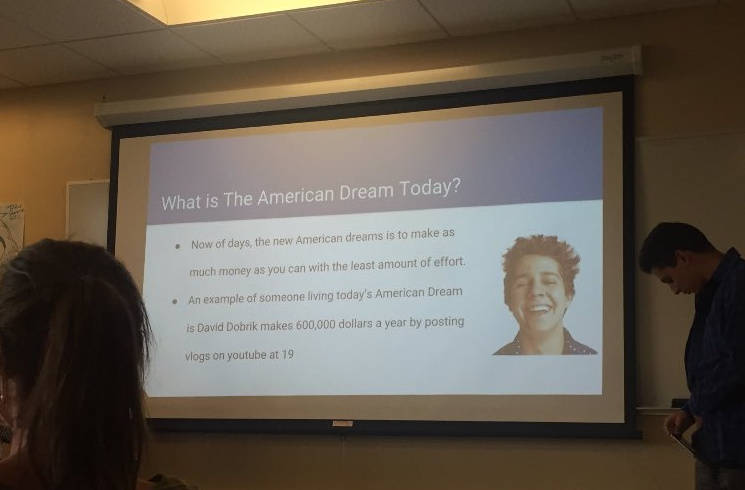 What is The American Dream Today?
● Now of days, the new American dreams is to make as
much money as you can with the least amount of effort.
● An example of someone living today's American Dream
is David Dobrik makes 600,000 dollars a year by posting
vlogs on youtube at 19